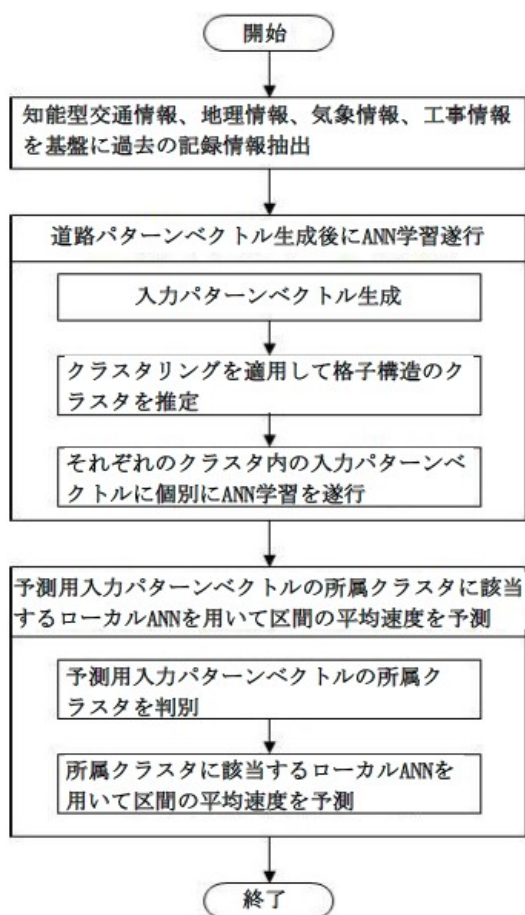 開始
知能型交通情報、地理情報、気象情報、工事情報
を基盤に過去の記録情報抽出
道路パターンベクトル生成後にANN学習遂行
入力パターンベクトル生成
クラスタリングを適用して格子構造のク
ラスタを推定
それぞれのクラスタ内の入力パターンベ
クトルに個別にANN学習を遂行
予測用入力パターンベクトルの所属クラスタに該当
するローカルANNを用いて区間の平均速度を予測
予測用入力パターンベクトルの所属ク
ラスタを判別
所属クラスタに該当するローカルANNを
用いて区間の平均速度を予測
終了